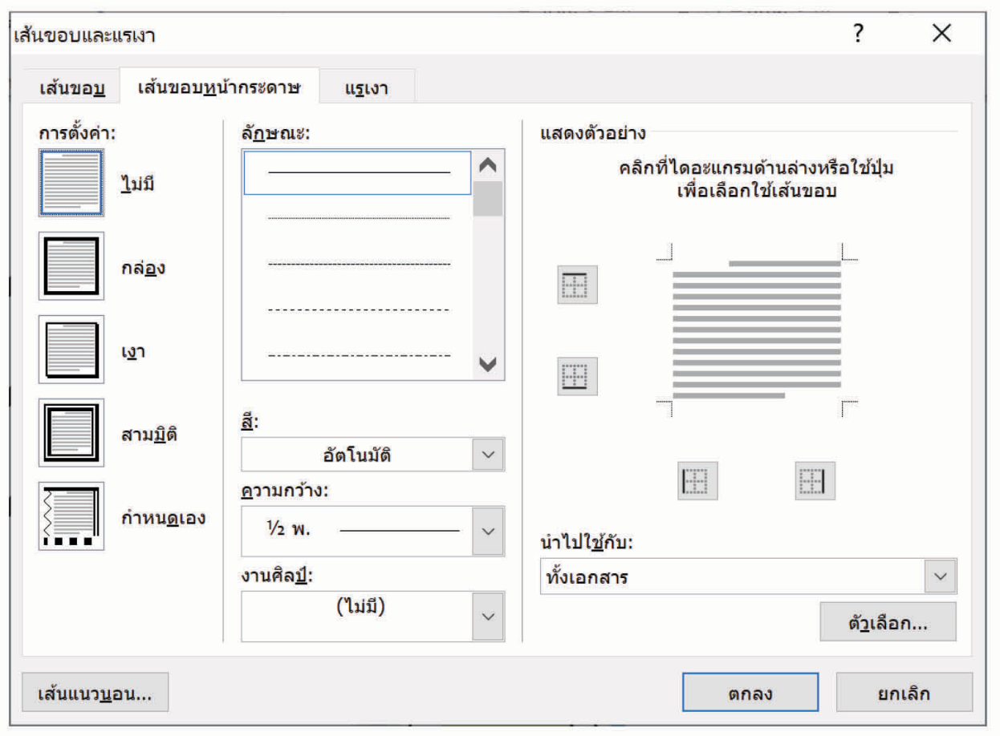 เส้นขอบและแรเงา
?
เส้นขอบ
เส้นขอบหน้ากระดาษ
แรเงา
การตั้งค่า:
ไม่มี
กล่อง
เงา
สามมิติ
กำหนดเอง
ลักษณะ:
สี:
อัตโนมัติ
ความกว้าง:
½ พ.
งานศิลป์:
(ไม่มี)
แสดงตัวอย่าง
คลิกที่ไดอะแกรมด้านล่างหรือใช้ปุ่ม
เพื่อเลือกใช้เส้นขอบ
นำไปใช้กับ:
ทั้งเอกสาร
ตัวเลือก...
เส้นแนวนอน...
ตกลง
ยกเลิก